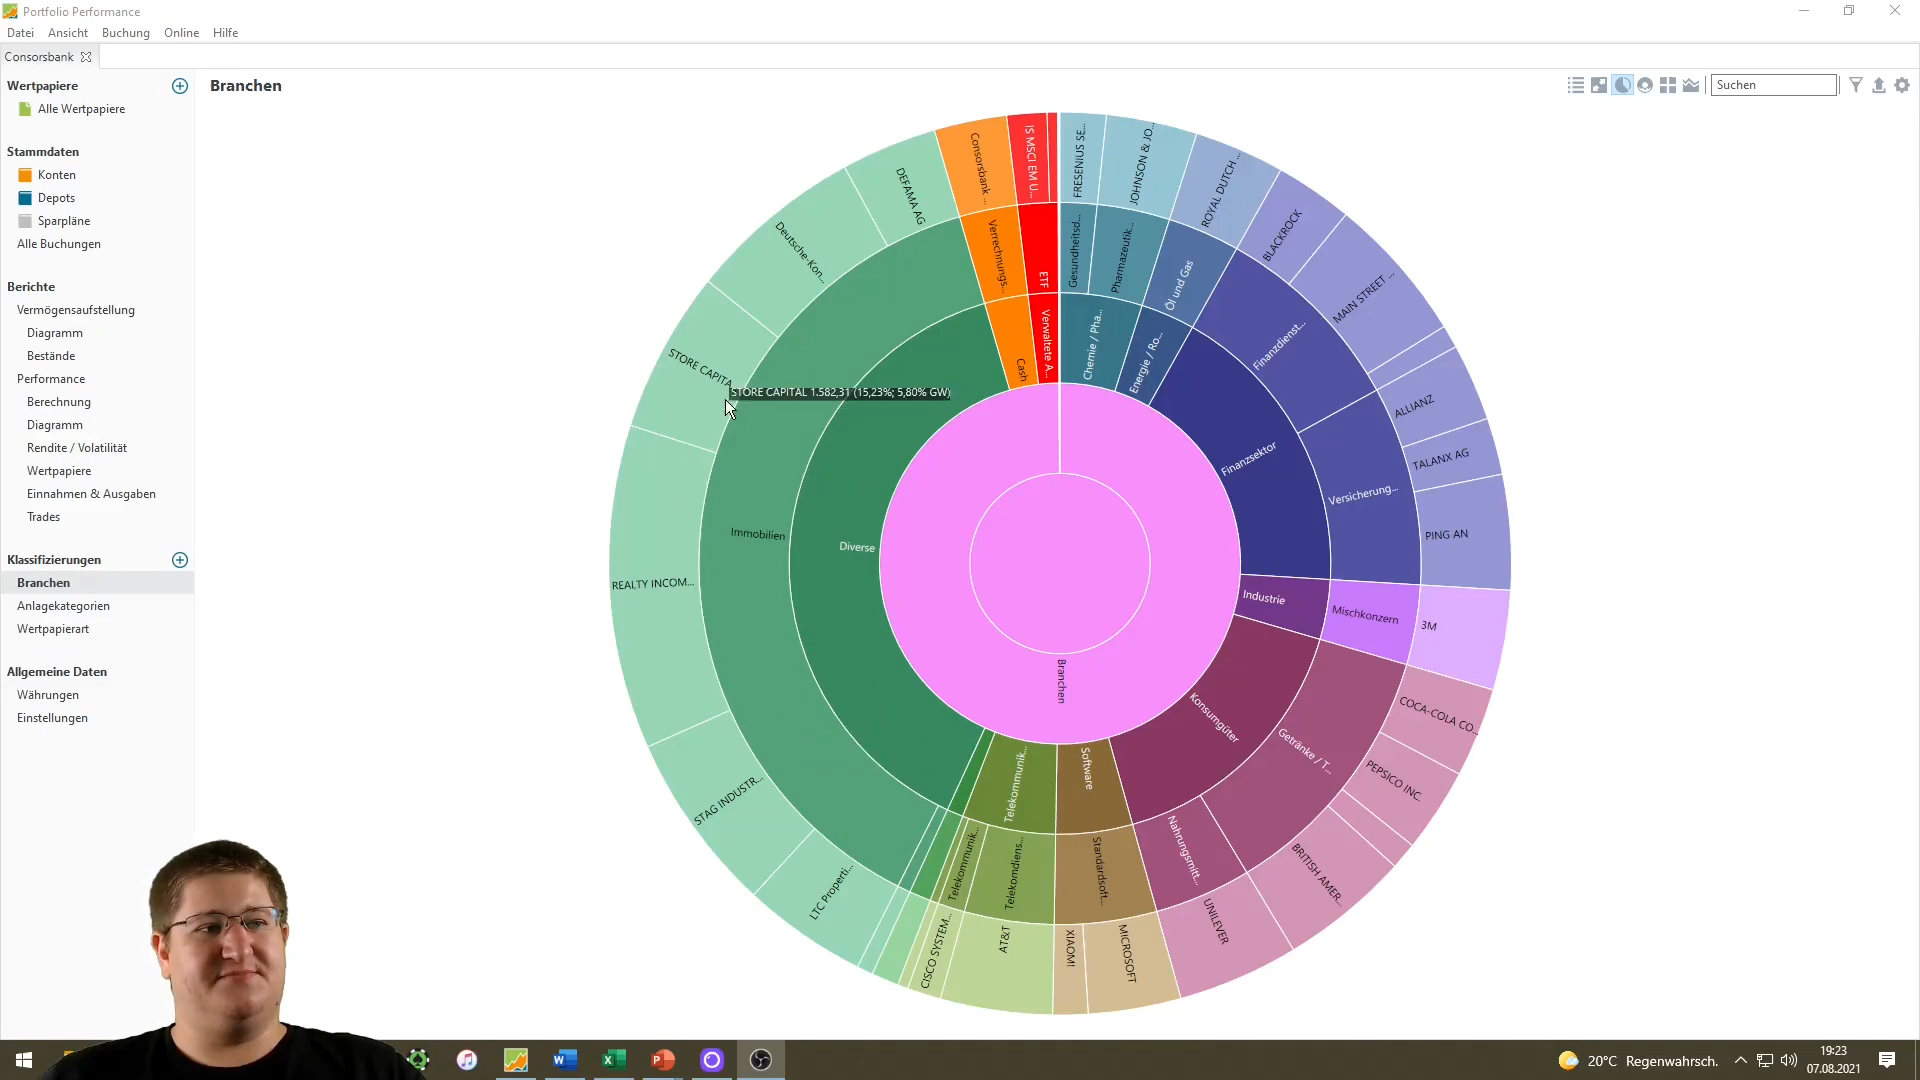 Portfolio Performance
Datei Ansicht Buchung Online Hilfe
Consorsbank
Wertpapiere
Alle Wertpapiere
Stammdaten
Konten
Depots
Sparpläne
Alle Buchungen
Berichte
Vermögensaufstellung
Diagramm
Bestände
Performance
Berechnung
Diagramm
Rendite / Volatilität
Wertpapiere
Einnahmen & Ausgaben
Trades
Klassifizierungen
Branchen
Anlagekategorien
Wertpapierart
Allgemeine Daten
Währungen
Einstellungen
Branchen
Suchen
Branchen
Chemie / Pha...
Energie / Ro...
Finanzsektor
Industrie
Konsumgüter
Software
Telekommunik...
Diverse
Cash
Verwaltete A...
Gesundheitsd...
Pharmazeutik...
Öl und Gas
Finanzdienst...
Versicherung...
Mischkonzern
Getränke / T...
Nahrungsmitt...
Standardsoft...
Telekomdiens...
Telekommunik...
Immobilien
Verrechnungs...
ETF
FRESENIUS SE...
JOHNSON & JO...
ROYAL DUTCH ...
BLACKROCK
MAIN STREET ...
ALLIANZ
TALANX AG
PING AN
3M
COCA-COLA CO...
PEPSICO INC.
BRITISH AMER...
UNILEVER
MICROSOFT
XIAOMI
AT&T
CISCO SYSTEM...
LTC Properti...
STAG INDUSTR...
REALTY INCOM...
STORE CAPITA...
Deutsche-Kon...
DEFAMA AG
Consorsbank ...
IS MSCI EM U...
STORE CAPITAL 1.582,31 (15,23%; 5,80% GW)
20°C Regenwahrsch.
19:23
07.08.2021